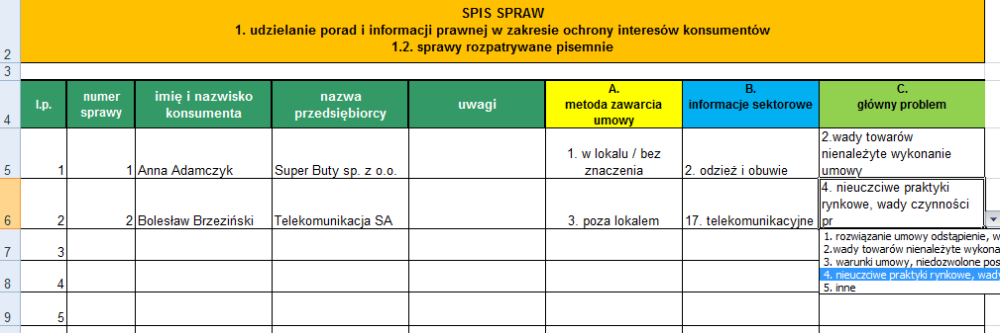 SPIS SPRAW
1. udzielanie porad i informacji prawnej w zakresie ochrony interesów konsumentów
1.2. sprawy rozpatrywane pisemnie
2
3
4
l.p.
numer
sprawy
imię i nazwisko
konsumenta
nazwa
przedsiębiorcy
uwagi
A.
metoda zawarcia
umowy
B.
informacje sektorowe
C.
główny problem
5
1
1
Anna Adamczyk
Super Buty sp. z o.o.
1. w lokalu / bez
znaczenia
2. odzież i obuwie
2.wady towarów
nienależyte wykonanie
umowy
6
2
2
Bolesław Brzeziński
Telekomunikacja SA
3. poza lokalem
17. telekomunikacyjne
4. nieuczciwe praktyki
rynkowe, wady czynności
pr
7
3
8
4
9
5
1. rozwiązanie umowy odstąpienie, w
2.wady towarów nienależyte wykona
3. warunki umowy, niedozwolone pos
4. nieuczciwe praktyki rynkowe, wady
5. inne